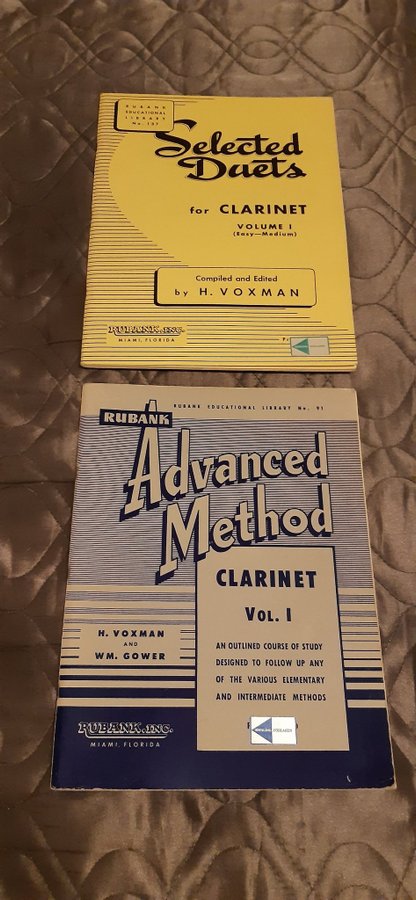 RUBANK
EDUCATIONAL
LIBRARY
No. 157
Selected
Duets
for CLARINET
VOLUME I
(Easy—Medium)
Compiled and Edited
by H. VOXMAN
RUBANK, INC.
MIAMI, FLORIDA
RUBANK EDUCATIONAL LIBRARY No. 91
RUBANK
Advanced
Method
CLARINET
VOL. I
H. VOXMAN
AND
WM. GOWER
AN OUTLINED COURSE OF STUDY
DESIGNED TO FOLLOW UP ANY
OF THE VARIOUS ELEMENTARY
AND INTERMEDIATE METHODS
RUBANK, INC.
MIAMI, FLORIDA